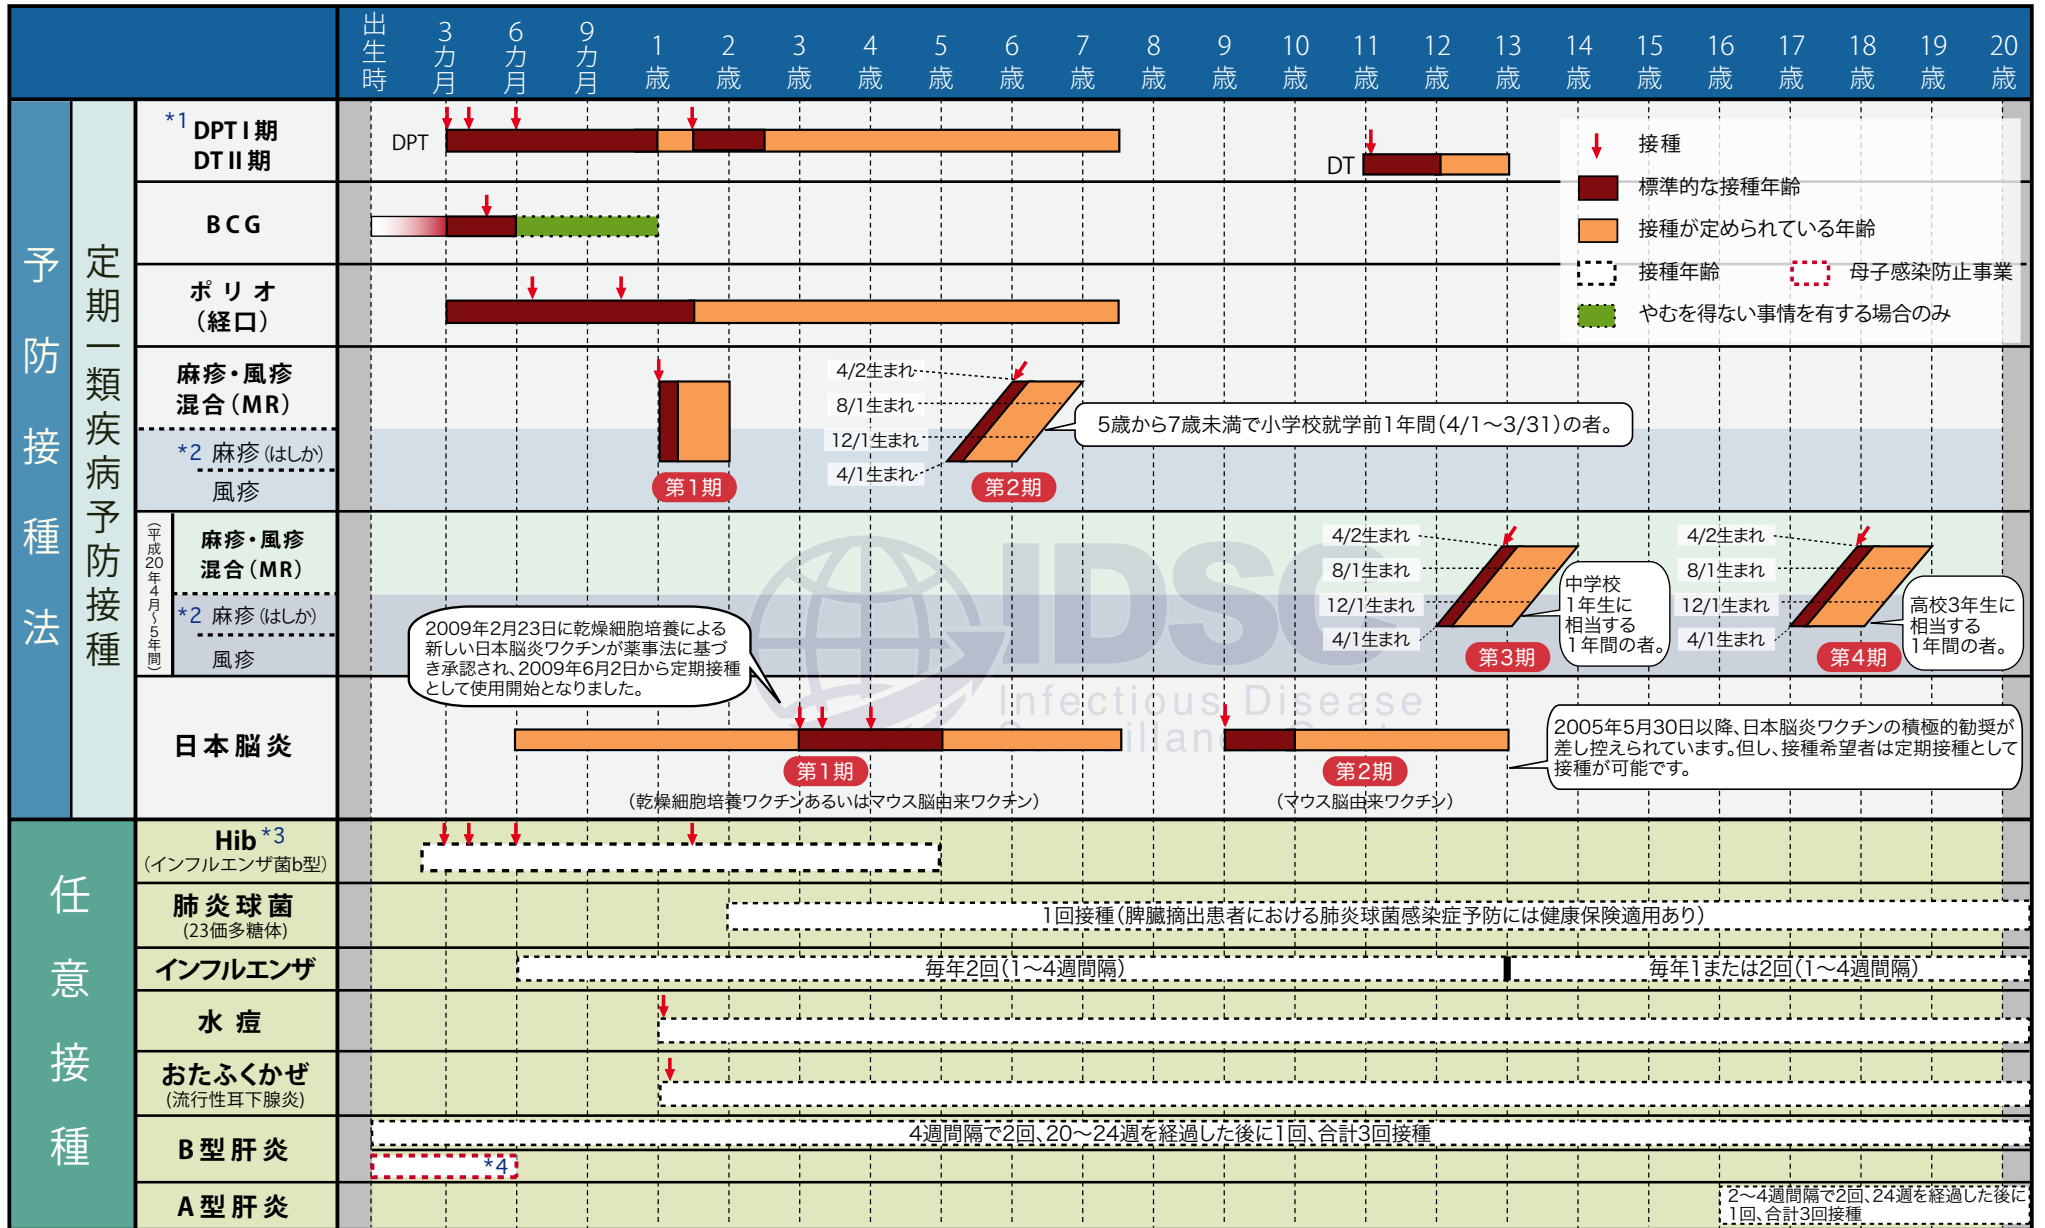 出生時 3カ月 6カ月 9カ月 1歳 2歳 3歳 4歳 5歳 6歳 7歳 8歳 9歳 10歳 11歳 12歳 13歳 14歳 15歳 16歳 17歳 18歳 19歳 20歳
予防接種法
定期一類疾病予防接種
*1 DPT I 期
DT II 期
DPT
DT
接種
標準的な接種年齢
接種が定められている年齢
接種年齢
母子感染防止事業
やむを得ない事情を有する場合のみ
BCG
ポリオ
(経口)
麻疹・風疹
混合(MR)
*2 麻疹(はしか)
風疹
第1期
4/2生まれ
8/1生まれ
12/1生まれ
4/1生まれ
第2期
5歳から7歳未満で小学校就学前1年間(4/1〜3/31)の者。
(平成20年4月〜5年間)
麻疹・風疹
混合(MR)
*2 麻疹(はしか)
風疹
4/2生まれ
8/1生まれ
12/1生まれ
4/1生まれ
第3期
中学校
1年生に
相当する
1年間の者。
4/2生まれ
8/1生まれ
12/1生まれ
4/1生まれ
第4期
高校3年生に
相当する
1年間の者。
IDSC
Infectious Disease
2009年2月23日に乾燥細胞培養による
新しい日本脳炎ワクチンが薬事法に基づ
き承認され、2009年6月2日から定期接種
として使用開始となりました。
日本脳炎
第1期
(乾燥細胞培養ワクチンあるいはマウス脳由来ワクチン)
第2期
(マウス脳由来ワクチン)
2005年5月30日以降、日本脳炎ワクチンの積極的勧奨が
差し控えられています。但し、接種希望者は定期接種として
接種が可能です。
任意接種
Hib *3
(インフルエンザ菌b型)
肺炎球菌
(23価多糖体)
1回接種(脾臓摘出患者における肺炎球菌感染症予防には健康保険適用あり)
インフルエンザ
毎年2回(1〜4週間隔)
毎年1または2回(1〜4週間隔)
水痘
おたふくかぜ
(流行性耳下腺炎)
B型肝炎
4週間隔で2回、20〜24週を経過した後に1回、合計3回接種
*4
A型肝炎
2〜4週間隔で2回、24週を経過した後に
1回、合計3回接種